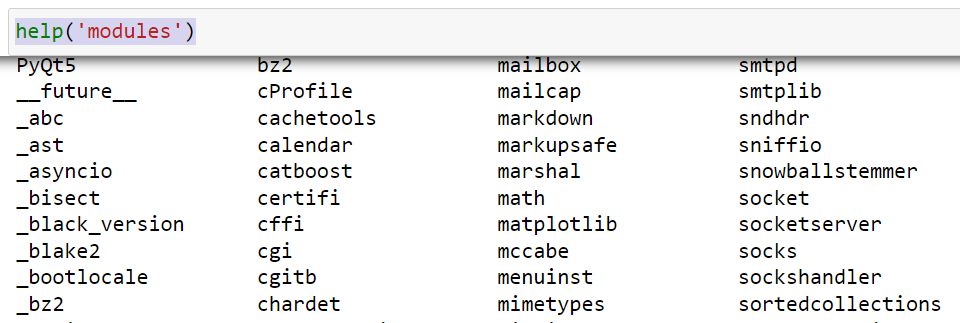 help('modules')
PyQt5 bz2 mailbox smtpd
__future__ cProfile mailcap smtplib
_abc cachetools markdown sndhdr
_ast calendar markupsafe sniffio
_asyncio catboost marshal snowballstemmer
_bisect certifi math socket
_black_version cffi matplotlib socketserver
_blake2 cgi mccabe socks
_bootlocale cgitb menuinst sockshandler
_bz2 chardet mimetypes sortedcollections